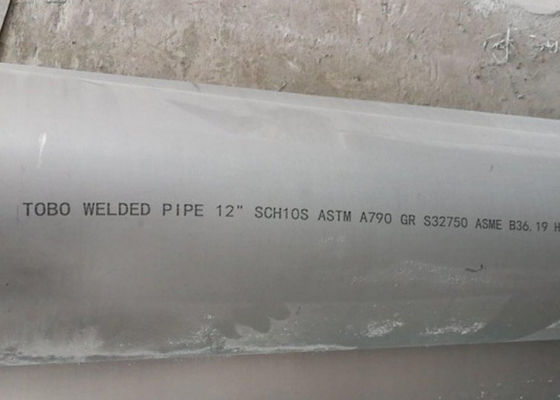 TOBO WELDED PIPE 12" SCH10S ASTM A790 GR S32750 ASME B36.19 H